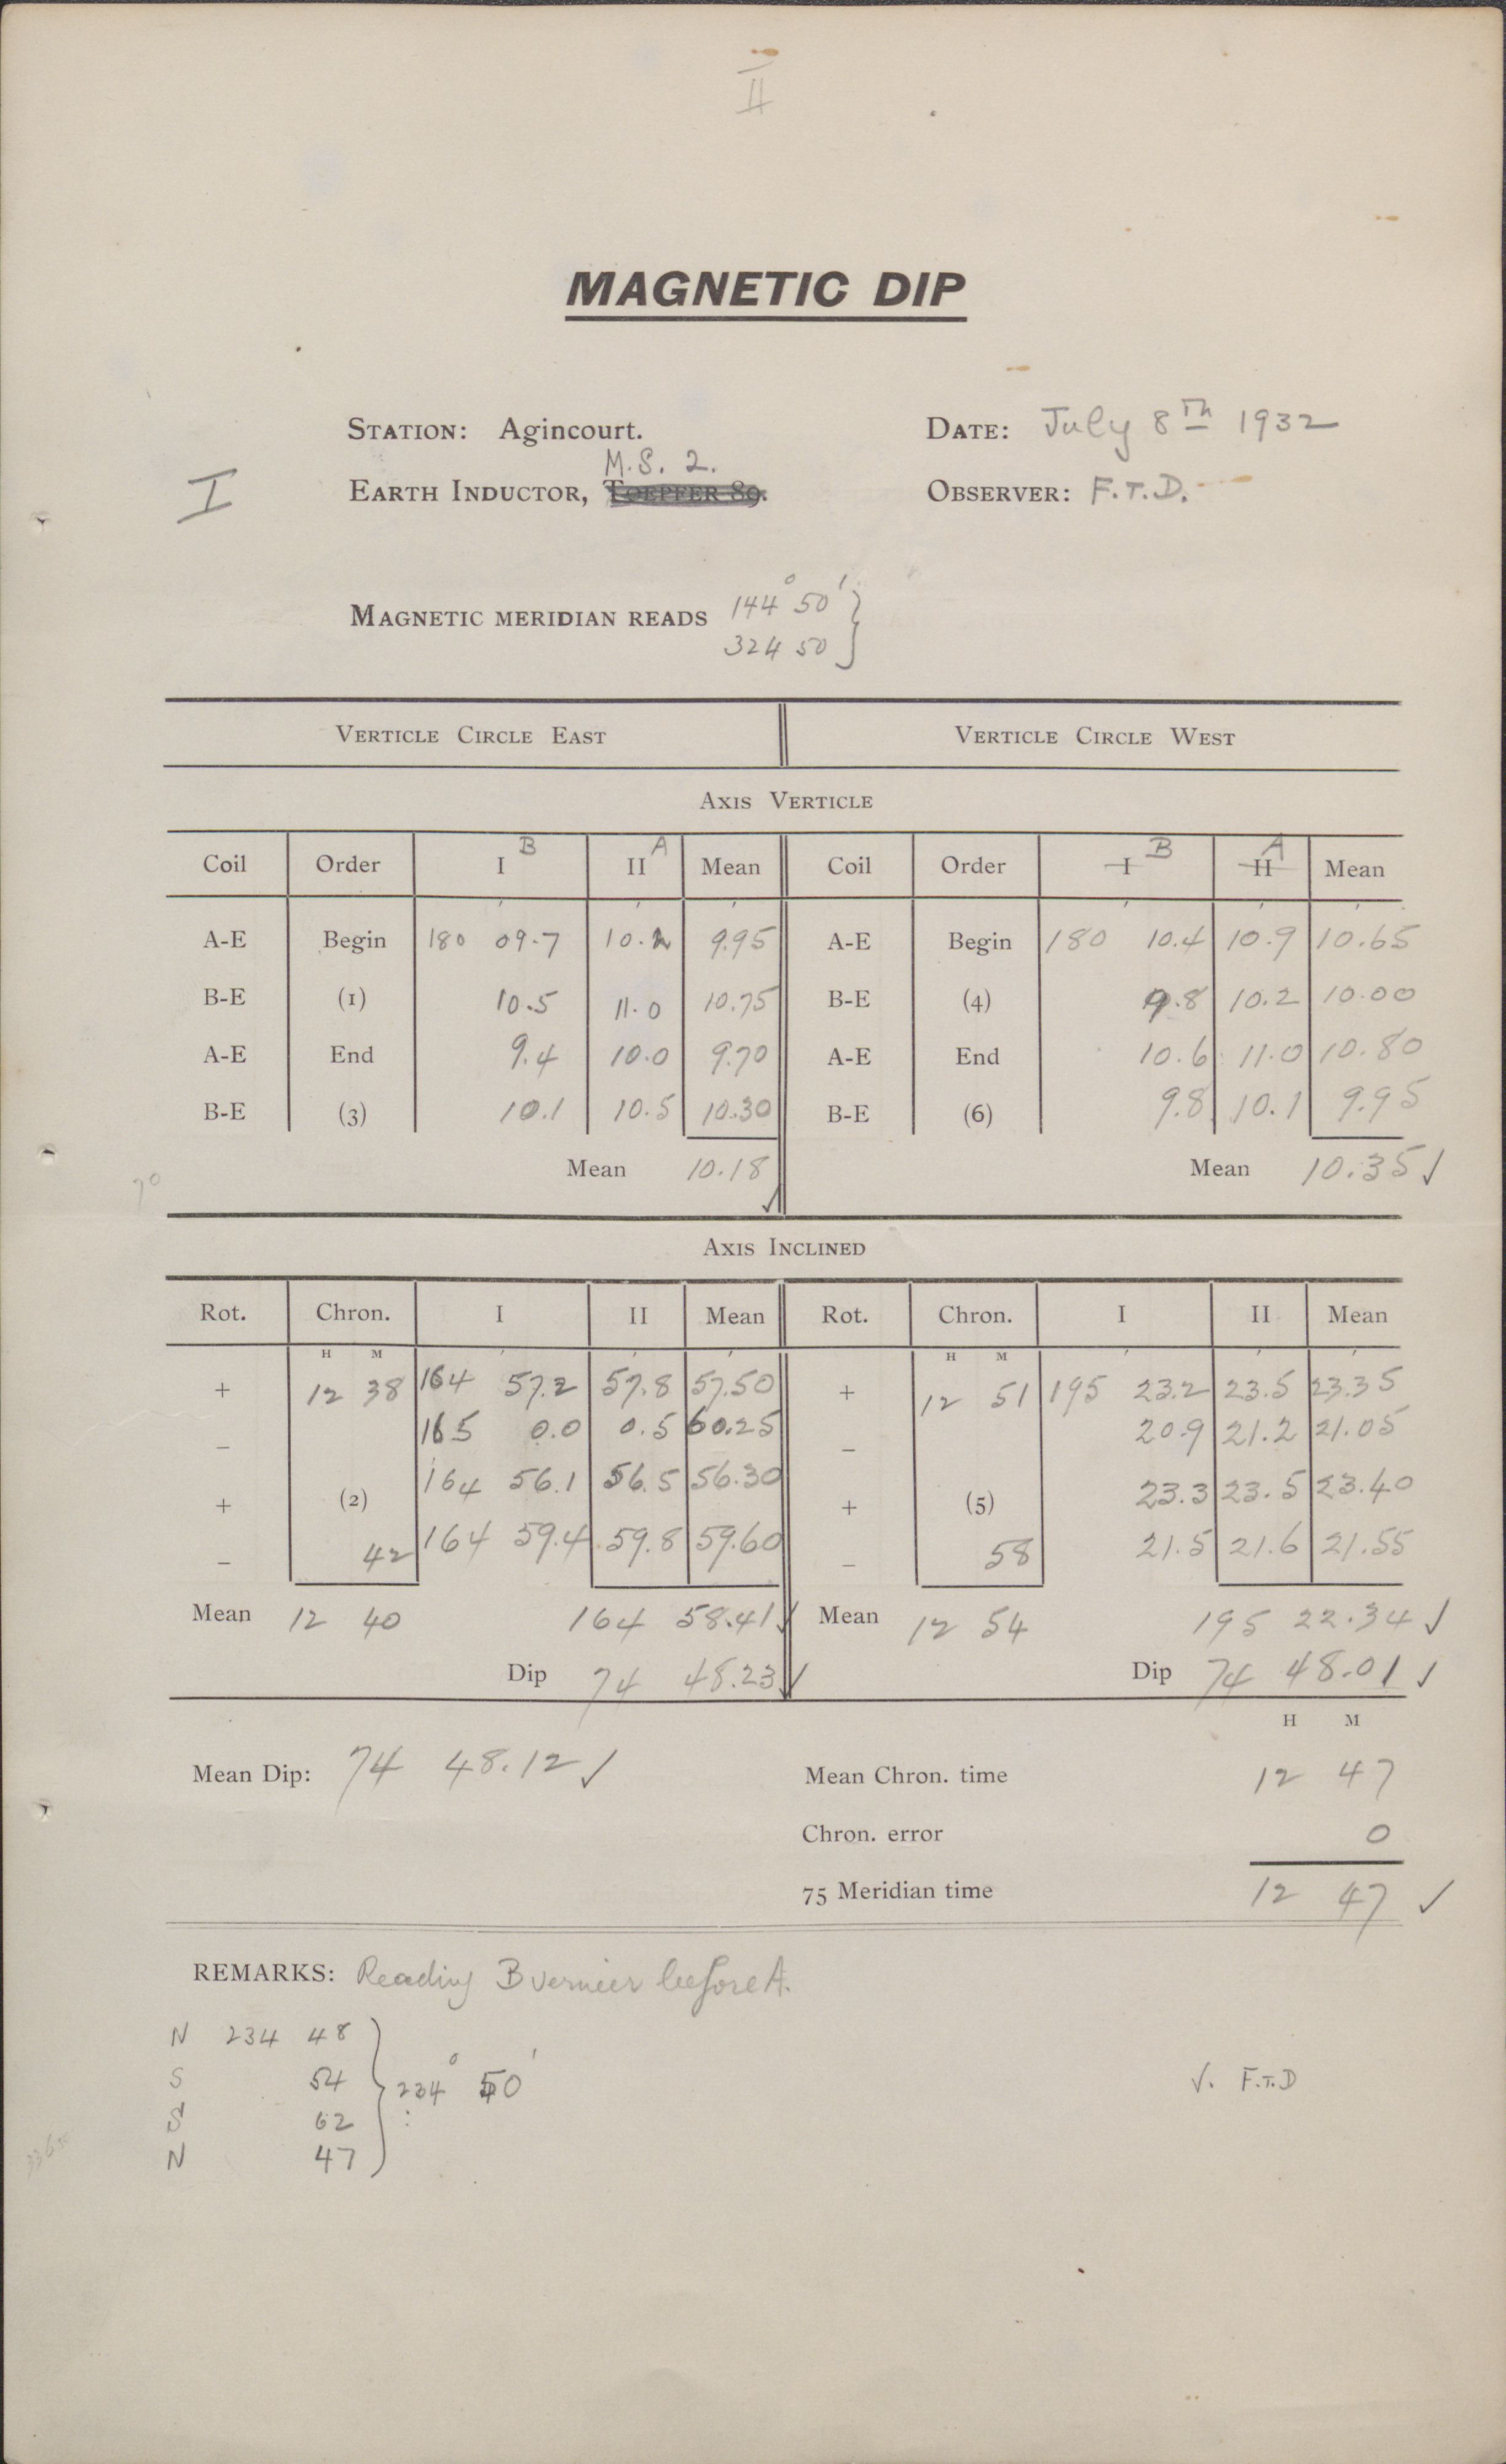 II
MAGNETIC DIP
STATION: Agincourt. DATE: July 8th 1932
M.S. 2.
I EARTH INDUCTOR, TOEPFER 89. OBSERVER: F.T.D.
MAGNETIC MERIDIAN READS 144° 50'
324 50
VERTICLE CIRCLE EAST VERTICLE CIRCLE WEST
AXIS VERTICLE
B A B A
Coil Order I II Mean Coil Order I II Mean
A-E Begin 180 09.7 10.2 9.95 A-E Begin 180 10.4 10.9 10.65
B-E (1) 10.5 11.0 10.75 B-E (4) 9.8 10.2 10.00
A-E End 9.4 10.0 9.70 A-E End 10.6 11.0 10.80
B-E (3) 10.1 10.5 10.30 B-E (6) 9.8 10.1 9.95
Mean 10.18 ✓ Mean 10.35 ✓
AXIS INCLINED
Rot. Chron. I II Mean Rot. Chron. I II Mean
H M ' ' ' H M ' ' '
+ 12 38 164 57.2 57.8 57.50 + 12 51 195 23.2 23.5 23.35
− 165 0.0 0.5 60.25 − 20.9 21.2 21.05
+ (2) 164 56.1 56.5 56.30 + (5) 23.3 23.5 23.40
− 42 164 59.4 59.8 59.60 − 58 21.5 21.6 21.55
Mean 12 40 164 58.41 ✓ Mean 12 54 195 22.34 ✓
Dip 74 48.23 ✓ Dip 74 48.01 ✓
H M
Mean Dip: 74 48.12 ✓ Mean Chron. time 12 47
Chron. error 0
75 Meridian time 12 47 ✓
REMARKS: Reading B vernier before A.
N 234 48
S 54 234° 50' ✓. F.T.D
S 62
N 47